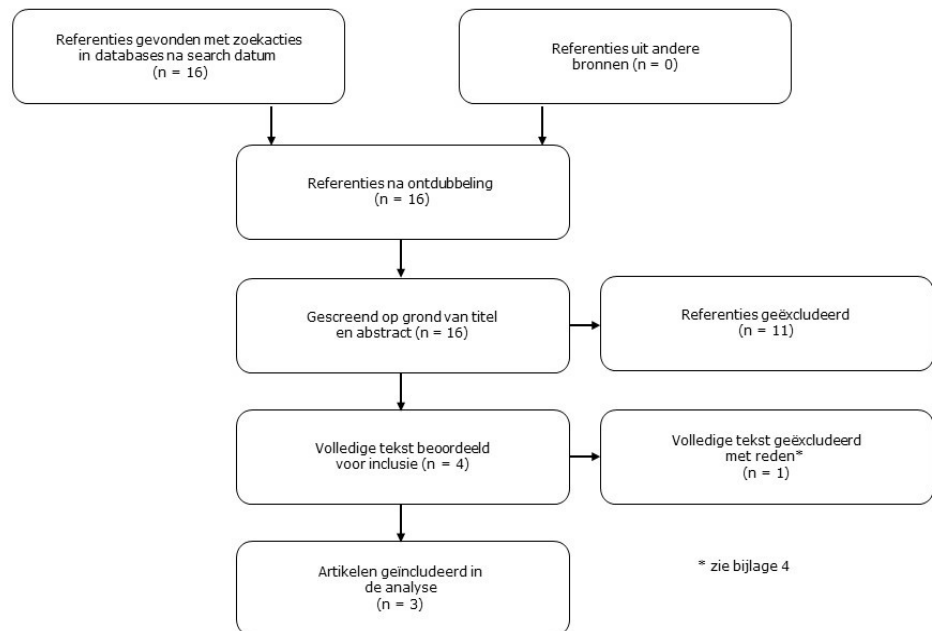 Referenties gevonden met zoekacties
in databases na search datum
(n = 16)
Referenties uit andere
bronnen (n = 0)
Referenties na ontdubbeling
(n = 16)
Gescreend op grond van titel
en abstract (n = 16)
Referenties geëxcludeerd
(n = 11)
Volledige tekst beoordeeld
voor inclusie (n = 4)
Volledige tekst geëxcludeerd
met reden*
(n = 1)
Artikelen geïncludeerd in
de analyse
(n = 3)
* zie bijlage 4